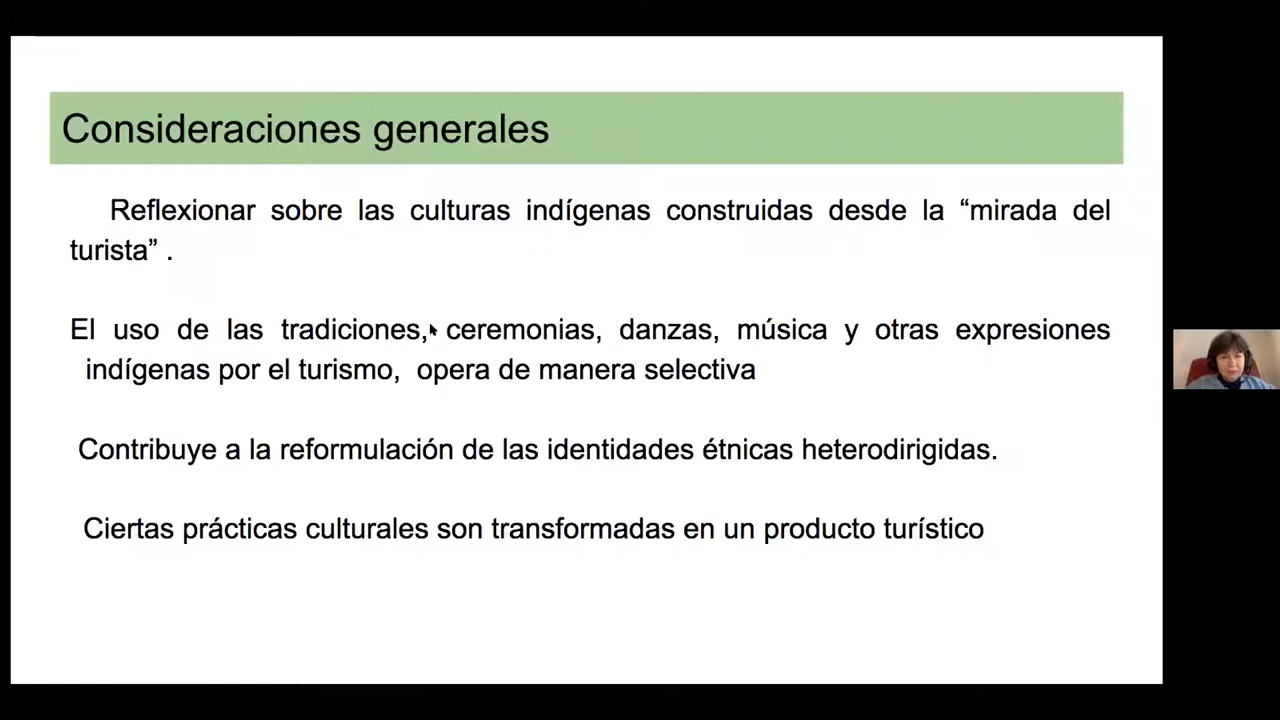 Consideraciones generales
Reflexionar sobre las culturas indígenas construidas desde la “mirada del
turista” .
El uso de las tradiciones, ceremonias, danzas, música y otras expresiones
indígenas por el turismo, opera de manera selectiva
Contribuye a la reformulación de las identidades étnicas heterodirigidas.
Ciertas prácticas culturales son transformadas en un producto turístico